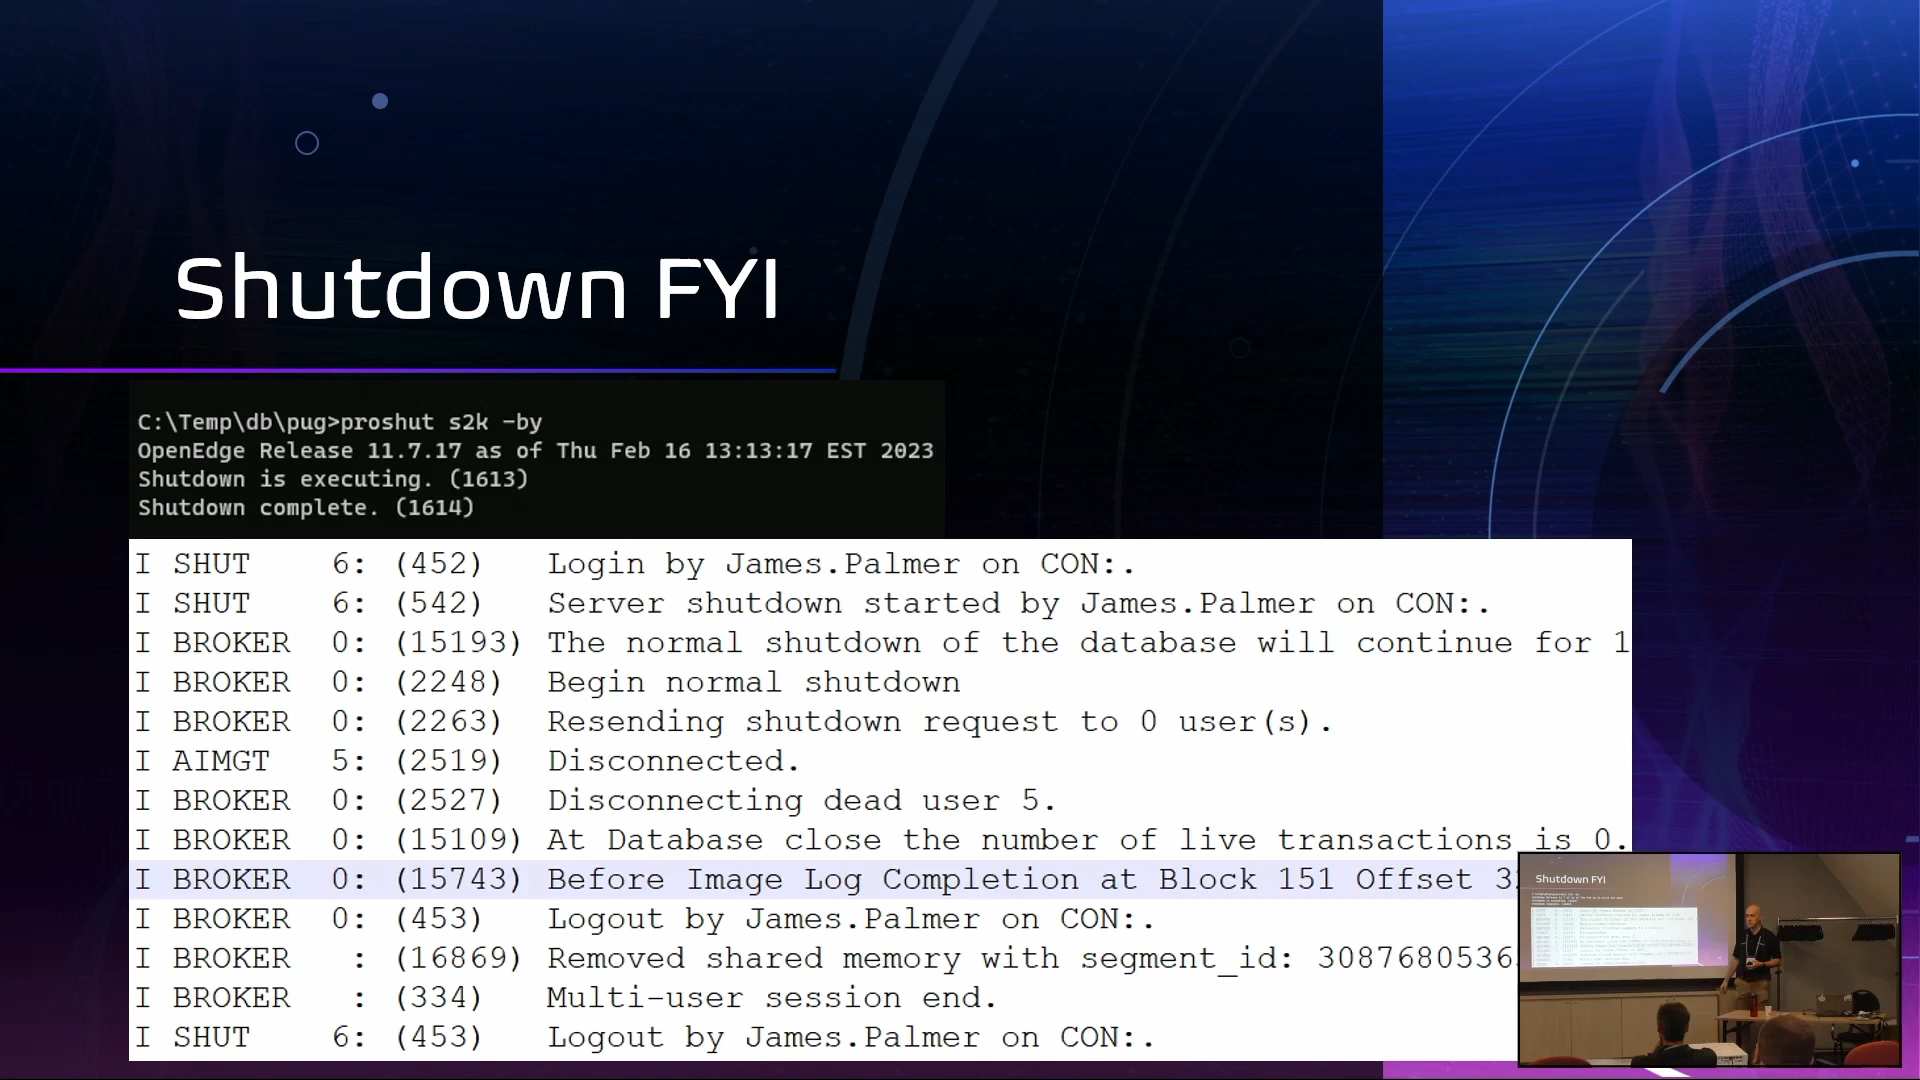 Shutdown FYI
C:\Temp\db\pug>proshut s2k -by
OpenEdge Release 11.7.17 as of Thu Feb 16 13:13:17 EST 2023
Shutdown is executing. (1613)
Shutdown complete. (1614)
I SHUT 6: (452) Login by James.Palmer on CON:.
I SHUT 6: (542) Server shutdown started by James.Palmer on CON:.
I BROKER 0: (15193) The normal shutdown of the database will continue for 1
I BROKER 0: (2248) Begin normal shutdown
I BROKER 0: (2263) Resending shutdown request to 0 user(s).
I AIMGT 5: (2519) Disconnected.
I BROKER 0: (2527) Disconnecting dead user 5.
I BROKER 0: (15109) At Database close the number of live transactions is 0.
I BROKER 0: (15743) Before Image Log Completion at Block 151 Offset
I BROKER 0: (453) Logout by James.Palmer on CON:.
I BROKER : (16869) Removed shared memory with segment_id: 3087680536
I BROKER : (334) Multi-user session end.
I SHUT 6: (453) Logout by James.Palmer on CON:.
Shutdown FYI